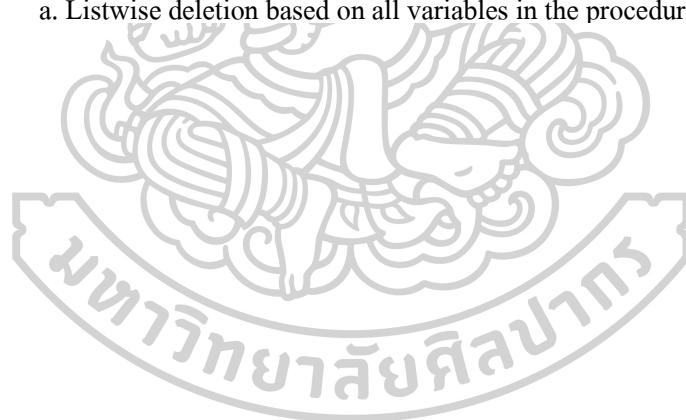 a. Listwise deletion based on all variables in the procedur
มหาวิทยาลัยศิลปากร